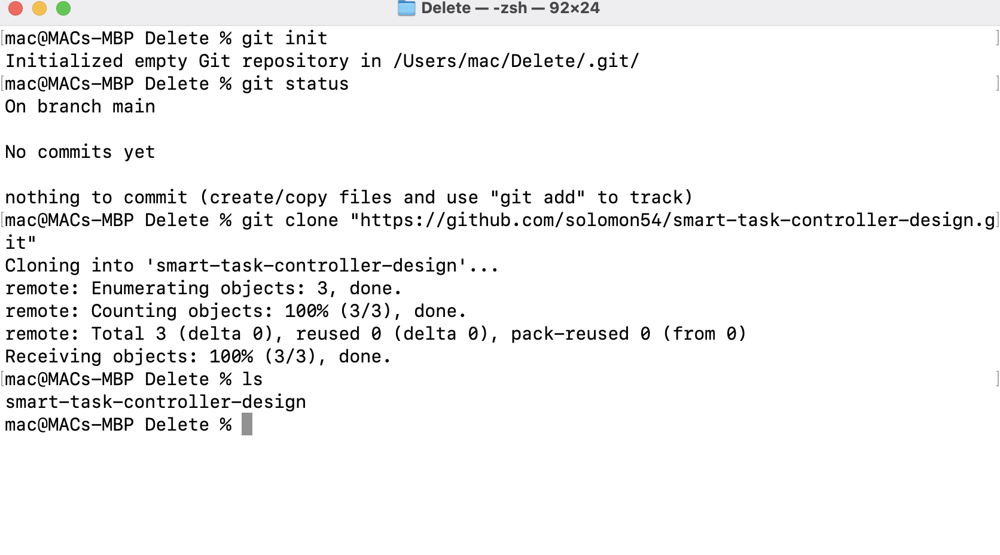 Delete — -zsh — 92×24
[mac@MACs-MBP Delete % git init ]
Initialized empty Git repository in /Users/mac/Delete/.git/
[mac@MACs-MBP Delete % git status ]
On branch main
No commits yet
nothing to commit (create/copy files and use "git add" to track)
[mac@MACs-MBP Delete % git clone "https://github.com/solomon54/smart-task-controller-design.g]
it"
Cloning into 'smart-task-controller-design'...
remote: Enumerating objects: 3, done.
remote: Counting objects: 100% (3/3), done.
remote: Total 3 (delta 0), reused 0 (delta 0), pack-reused 0 (from 0)
Receiving objects: 100% (3/3), done.
[mac@MACs-MBP Delete % ls ]
smart-task-controller-design
mac@MACs-MBP Delete %